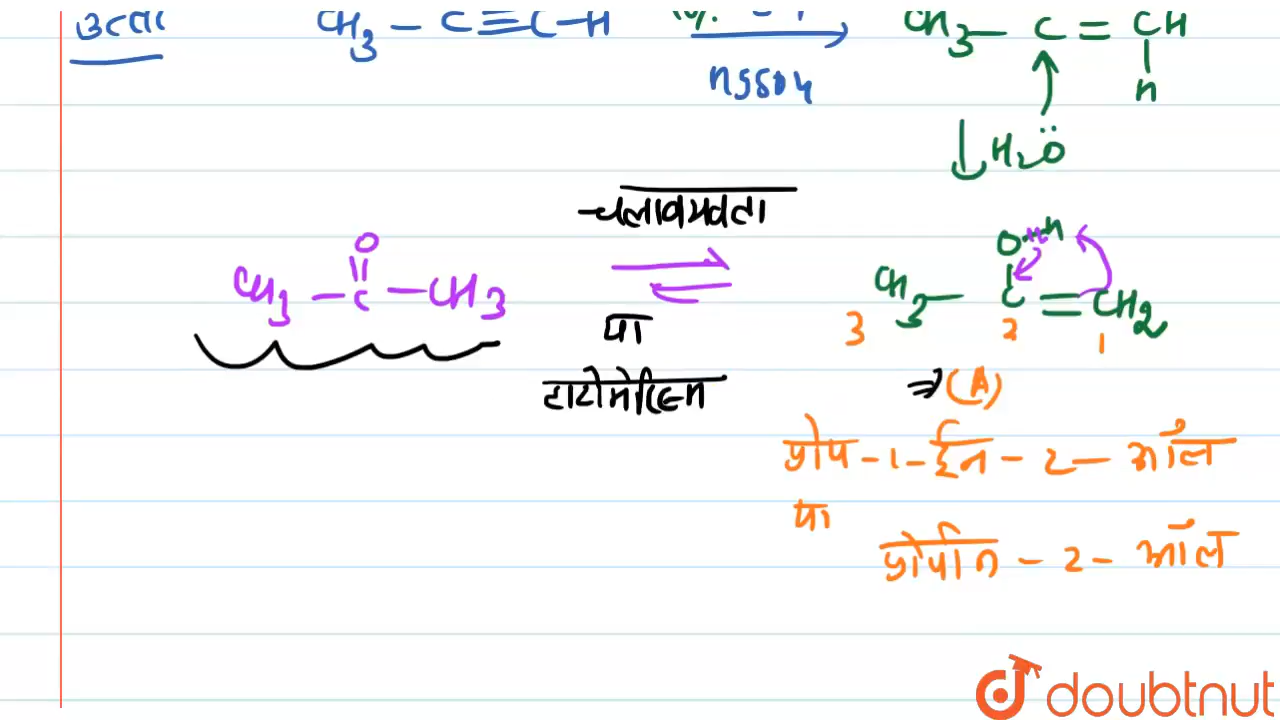 उत्तर CH3 – C ≡ C–H CH3 – C = CH
H
H2Ö
चलावयवता
O
CH3 – C – CH3
O–H
CH3 – C = CH2
3 2 1
या
टाटोमेरिज्म
⇒ (A)
प्रोप – 1 – ईन – 2 – ऑल
या
प्रोपीन – 2 – ऑल
doubtnut